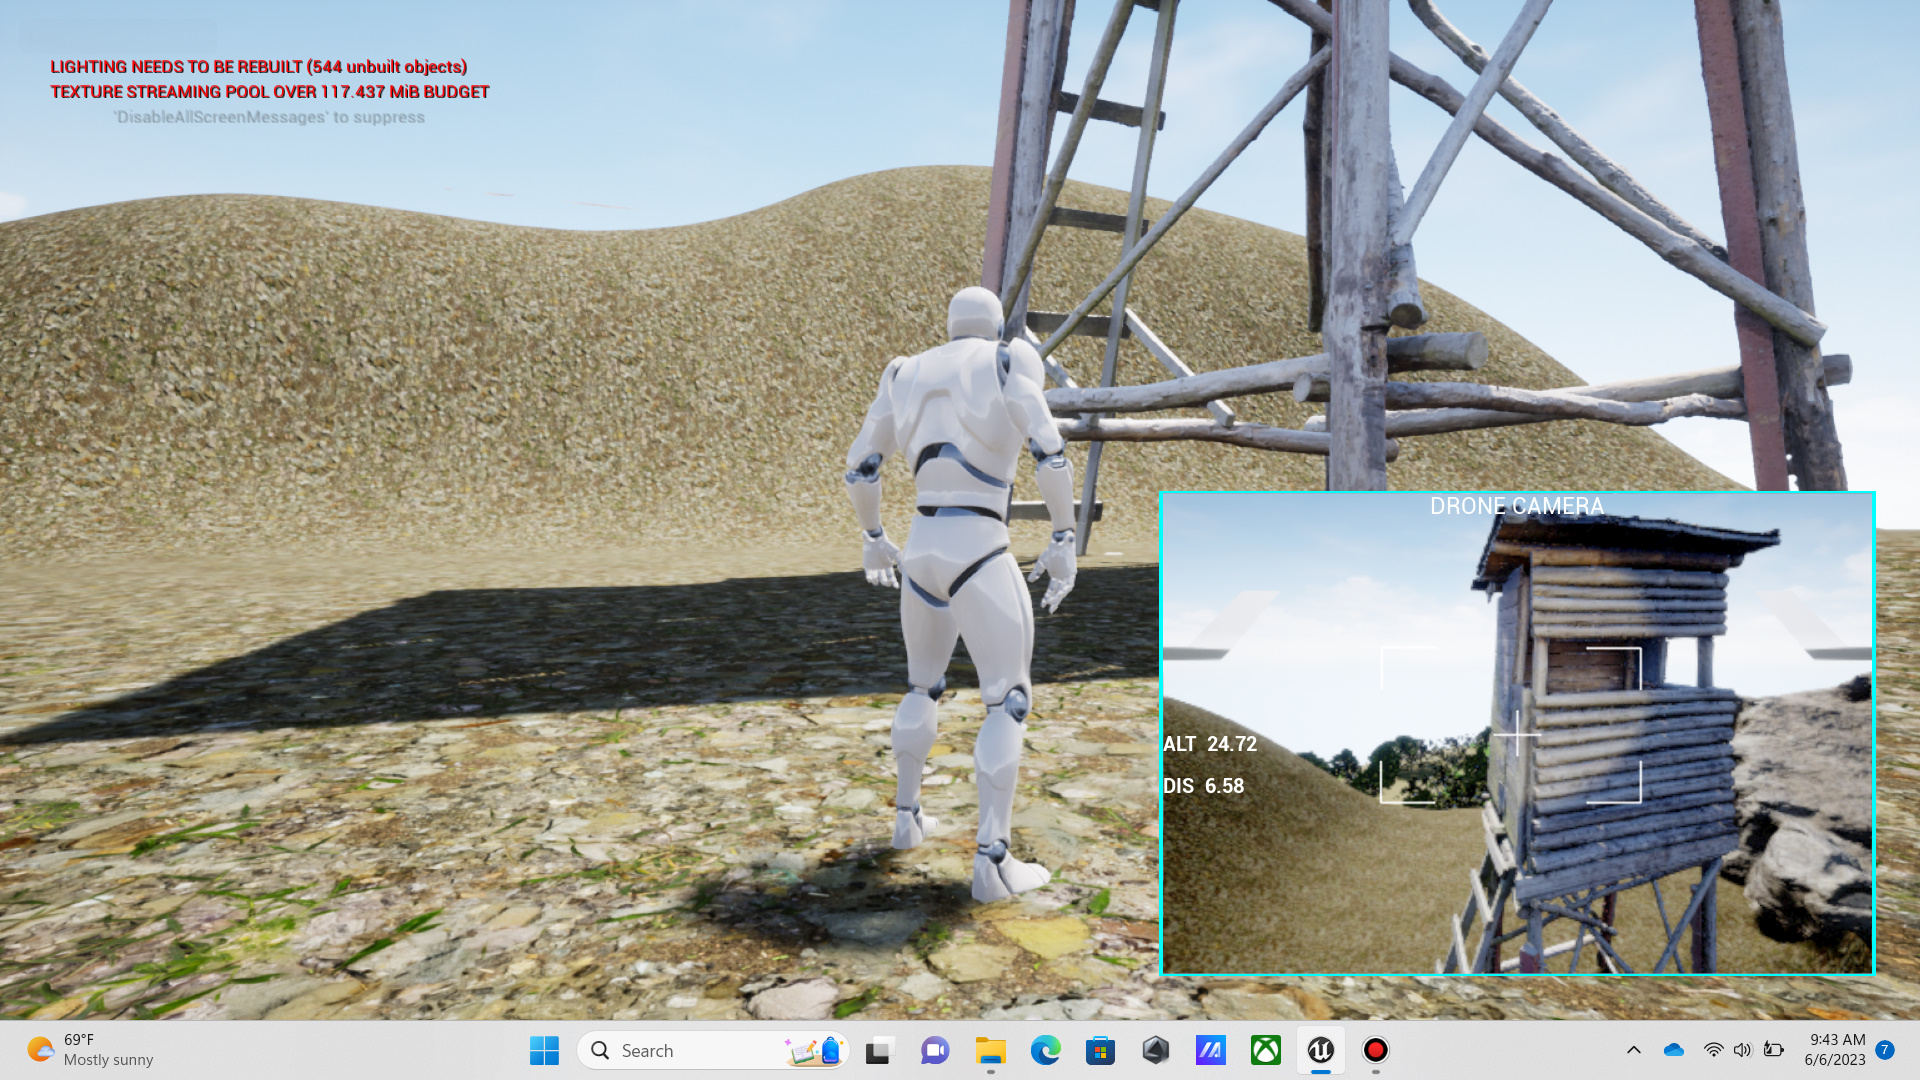 LIGHTING NEEDS TO BE REBUILT (544 unbuilt objects)
TEXTURE STREAMING POOL OVER 117.437 MiB BUDGET
'DisableAllScreenMessages' to suppress
DRONE CAMERA
ALT 24.72
DIS 6.58
69°F
Mostly sunny
Search
9:43 AM
6/6/2023
7